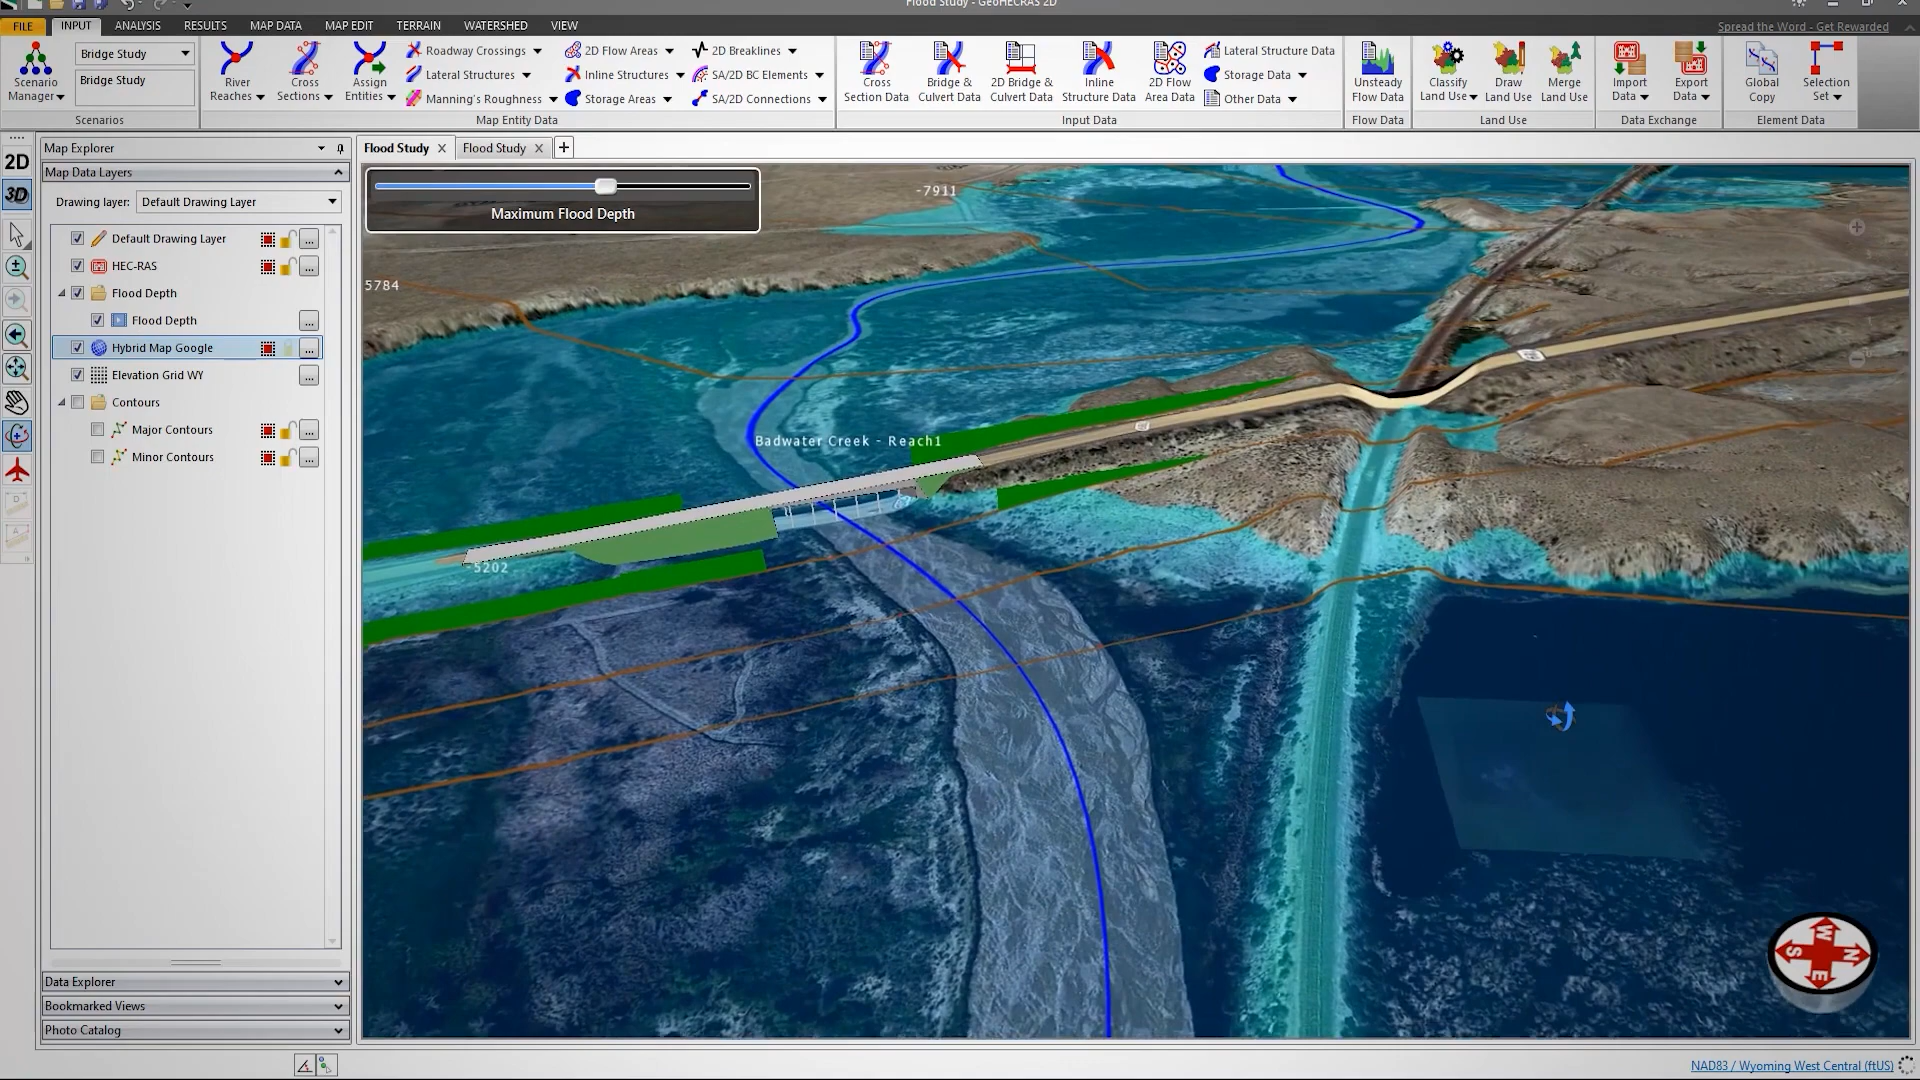 Flood Study - GeoHECRAS 2D
FILE INPUT ANALYSIS RESULTS MAP DATA MAP EDIT TERRAIN WATERSHED VIEW
Spread the Word - Get Rewarded
Scenario Manager
Bridge Study
Bridge Study
Scenarios
River Reaches
Cross Sections
Assign Entities
Roadway Crossings
Lateral Structures
Manning's Roughness
2D Flow Areas
Inline Structures
Storage Areas
2D Breaklines
SA/2D BC Elements
SA/2D Connections
Map Entity Data
Cross Section Data
Bridge & Culvert Data
2D Bridge & Culvert Data
Inline Structure Data
2D Flow Area Data
Lateral Structure Data
Storage Data
Other Data
Input Data
Unsteady Flow Data
Flow Data
Classify Land Use
Draw Land Use
Merge Land Use
Land Use
Import Data
Export Data
Data Exchange
Global Copy
Selection Set
Element Data
2D
3D
Map Explorer
Map Data Layers
Drawing layer: Default Drawing Layer
Default Drawing Layer ...
HEC-RAS ...
Flood Depth
Flood Depth ...
Hybrid Map Google ...
Elevation Grid WY ...
Contours
Major Contours ...
Minor Contours ...
Data Explorer
Bookmarked Views
Photo Catalog
Flood Study
Flood Study
Maximum Flood Depth
-7911
5784
Badwater Creek - Reach1
-5202
W
N
S
E
NAD83 / Wyoming West Central (ftUS)